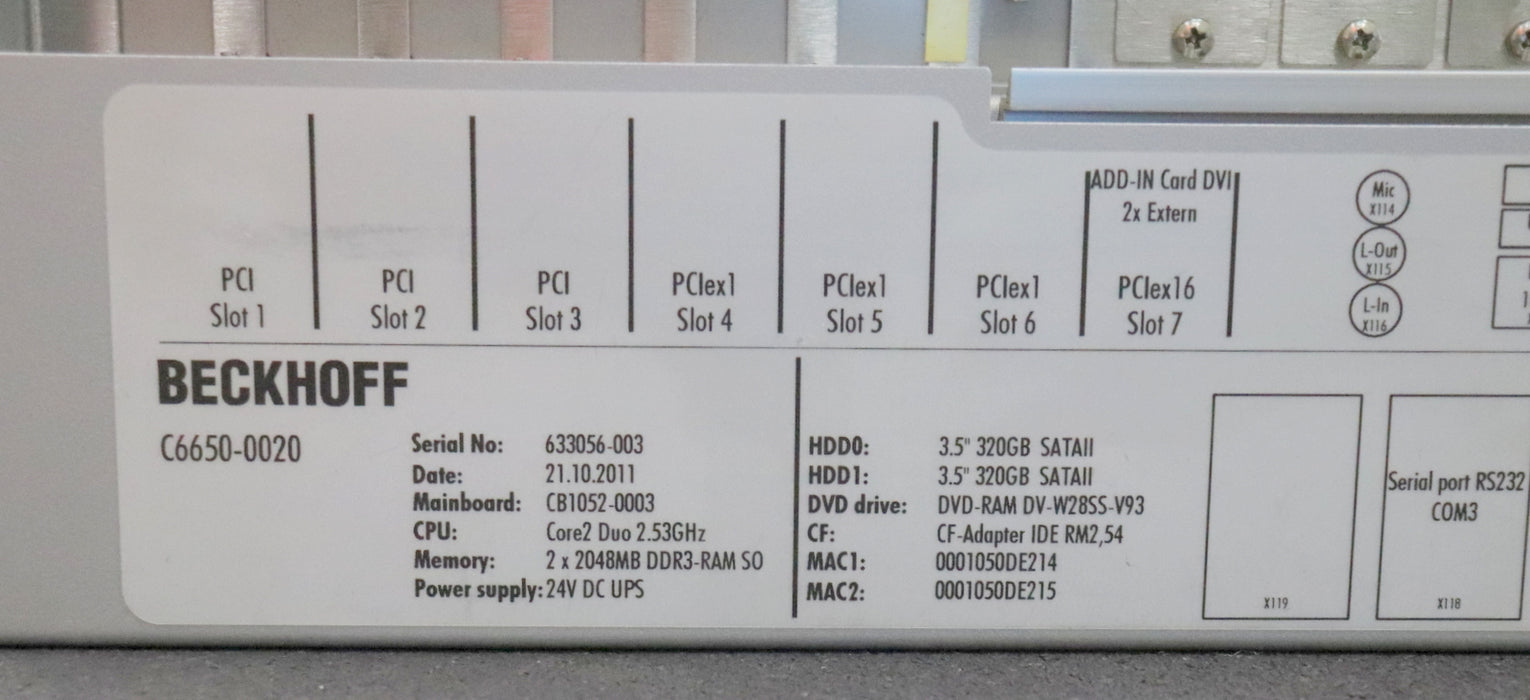 ADD-IN Card DVI
2x Extern
PCI
Slot 1
PCI
Slot 2
PCI
Slot 3
PCIex1
Slot 4
PCIex1
Slot 5
PCIex1
Slot 6
PCIex16
Slot 7
Mic
X114
L-Out
X115
L-In
X116
BECKHOFF
C6650-0020
Serial No: 633056-003
Date: 21.10.2011
Mainboard: CB1052-0003
CPU: Core2 Duo 2.53GHz
Memory: 2 x 2048MB DDR3-RAM SO
Power supply: 24V DC UPS
HDD0: 3.5" 320GB SATAII
HDD1: 3.5" 320GB SATAII
DVD drive: DVD-RAM DV-W28SS-V93
CF: CF-Adapter IDE RM2,54
MAC1: 0001050DE214
MAC2: 0001050DE215
X119
Serial port RS232
COM3
X118